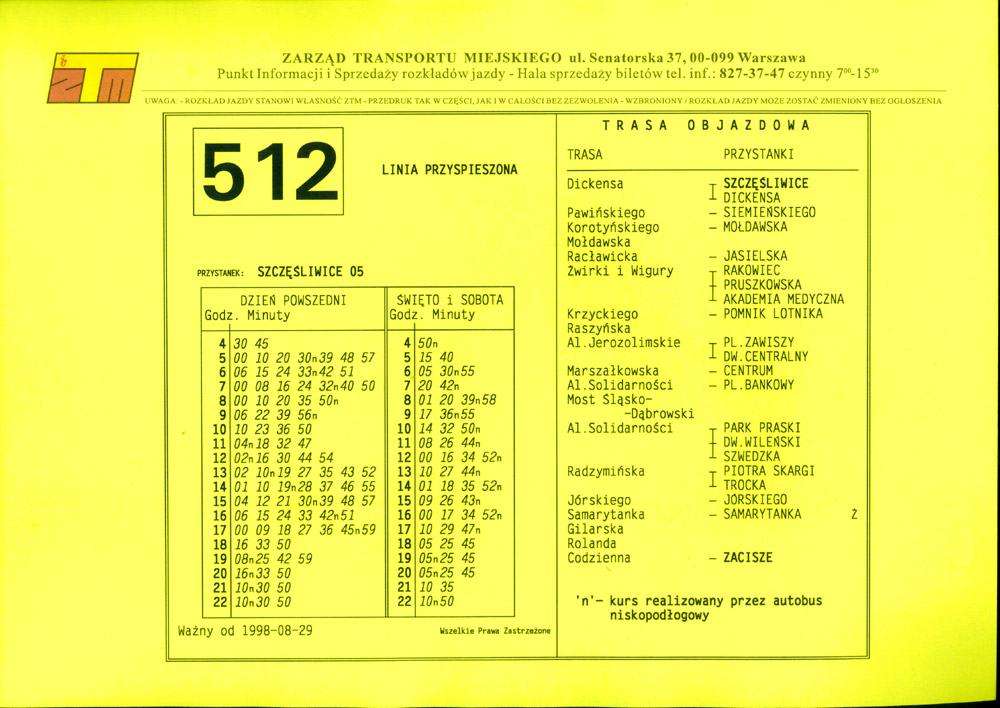 ZTM
ZARZĄD TRANSPORTU MIEJSKIEGO ul. Senatorska 37, 00-099 Warszawa
Punkt Informacji i Sprzedaży rozkładów jazdy - Hala sprzedaży biletów tel. inf.: 827-37-47 czynny 7⁰⁰-15³⁰
UWAGA: - ROZKŁAD JAZDY STANOWI WŁASNOŚĆ ZTM - PRZEDRUK TAK W CZĘŚCI, JAK I W CAŁOŚCI BEZ ZEZWOLENIA - WZBRONIONY / ROZKŁAD JAZDY MOŻE ZOSTAĆ ZMIENIONY BEZ OGŁOSZENIA
512
LINIA PRZYSPIESZONA
PRZYSTANEK: SZCZĘŚLIWICE 05
DZIEŃ POWSZEDNI
Godz. Minuty
4 30 45
5 00 10 20 30n39 48 57
6 06 15 24 33n42 51
7 00 08 16 24 32n40 50
8 00 10 20 35 50n
9 06 22 39 56n
10 10 23 36 50
11 04n18 32 47
12 02n16 30 44 54
13 02 10n19 27 35 43 52
14 01 10 19n28 37 46 55
15 04 12 21 30n39 48 57
16 06 15 24 33 42n51
17 00 09 18 27 36 45n59
18 16 33 50
19 08n25 42 59
20 16n33 50
21 10n30 50
22 10n30 50
ŚWIĘTO i SOBOTA
Godz. Minuty
4 50n
5 15 40
6 05 30n55
7 20 42n
8 01 20 39n58
9 17 36n55
10 14 32 50n
11 08 26 44n
12 00 16 34 52n
13 10 27 44n
14 01 18 35 52n
15 09 26 43n
16 00 17 34 52n
17 10 29 47n
18 05 25 45
19 05n25 45
20 05n25 45
21 10 35
22 10n50
Ważny od 1998-08-29
Wszelkie Prawa Zastrzeżone
TRASA OBJAZDOWA
TRASA PRZYSTANKI
Dickensa SZCZĘŚLIWICE
DICKENSA
Pawińskiego – SIEMIEŃSKIEGO
Korotyńskiego – MOŁDAWSKA
Mołdawska
Racławicka – JASIELSKA
Żwirki i Wigury RAKOWIEC
PRUSZKOWSKA
AKADEMIA MEDYCZNA
Krzyckiego – POMNIK LOTNIKA
Raszyńska
Al.Jerozolimskie PL.ZAWISZY
DW.CENTRALNY
Marszałkowska – CENTRUM
Al.Solidarności – PL.BANKOWY
Most Śląsko-
-Dąbrowski
Al.Solidarności PARK PRASKI
DW.WILEŃSKI
SZWEDZKA
Radzymińska PIOTRA SKARGI
TROCKA
Jórskiego – JÓRSKIEGO
Samarytanka – SAMARYTANKA Ż
Gilarska
Rolanda
Codzienna – ZACISZE
'n'– kurs realizowany przez autobus
niskopodłogowy